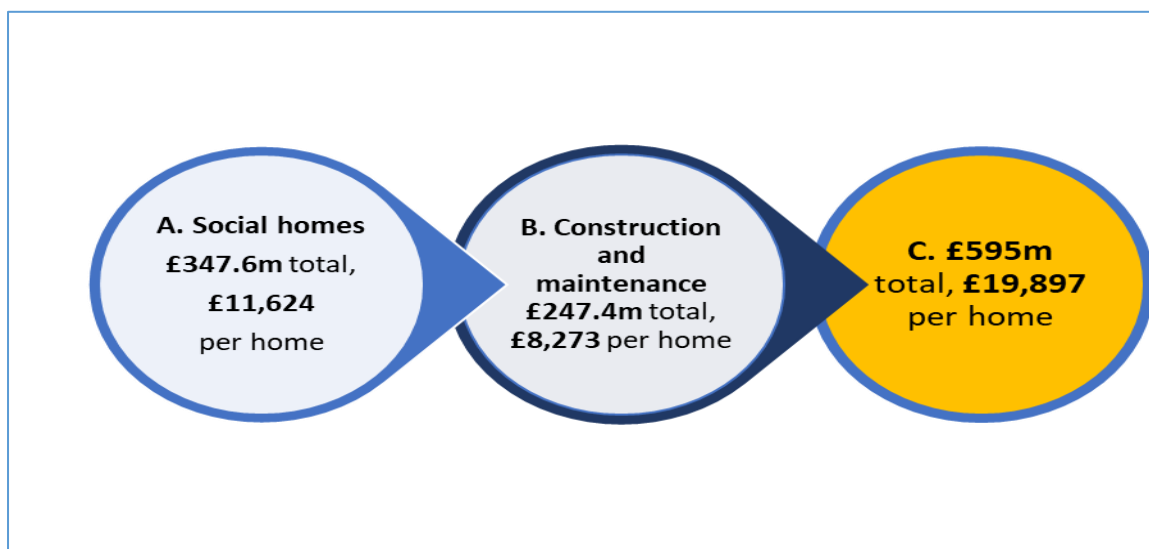 A. Social homes
£347.6m total,
£11,624
per home
B. Construction
and
maintenance
£247.4m total,
£8,273 per home
C. £595m
total, £19,897
per home